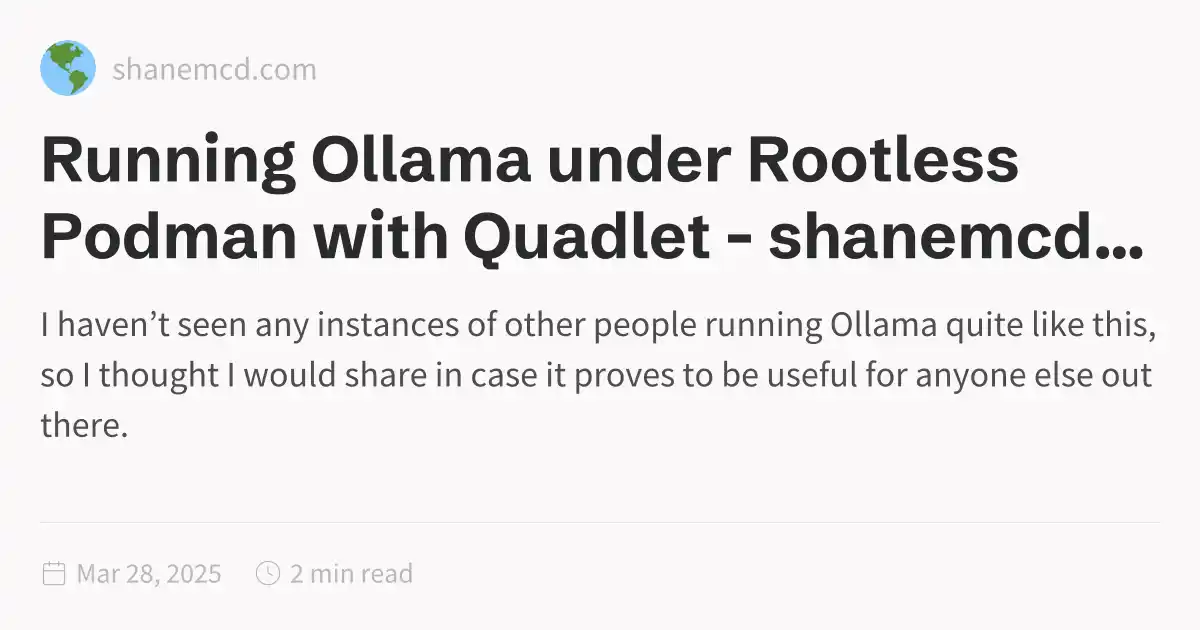 shanemcd.com
Running Ollama under Rootless
Podman with Quadlet - shanemcd...
I haven’t seen any instances of other people running Ollama quite like this,
so I thought I would share in case it proves to be useful for anyone else out
there.
Mar 28, 2025 2 min read